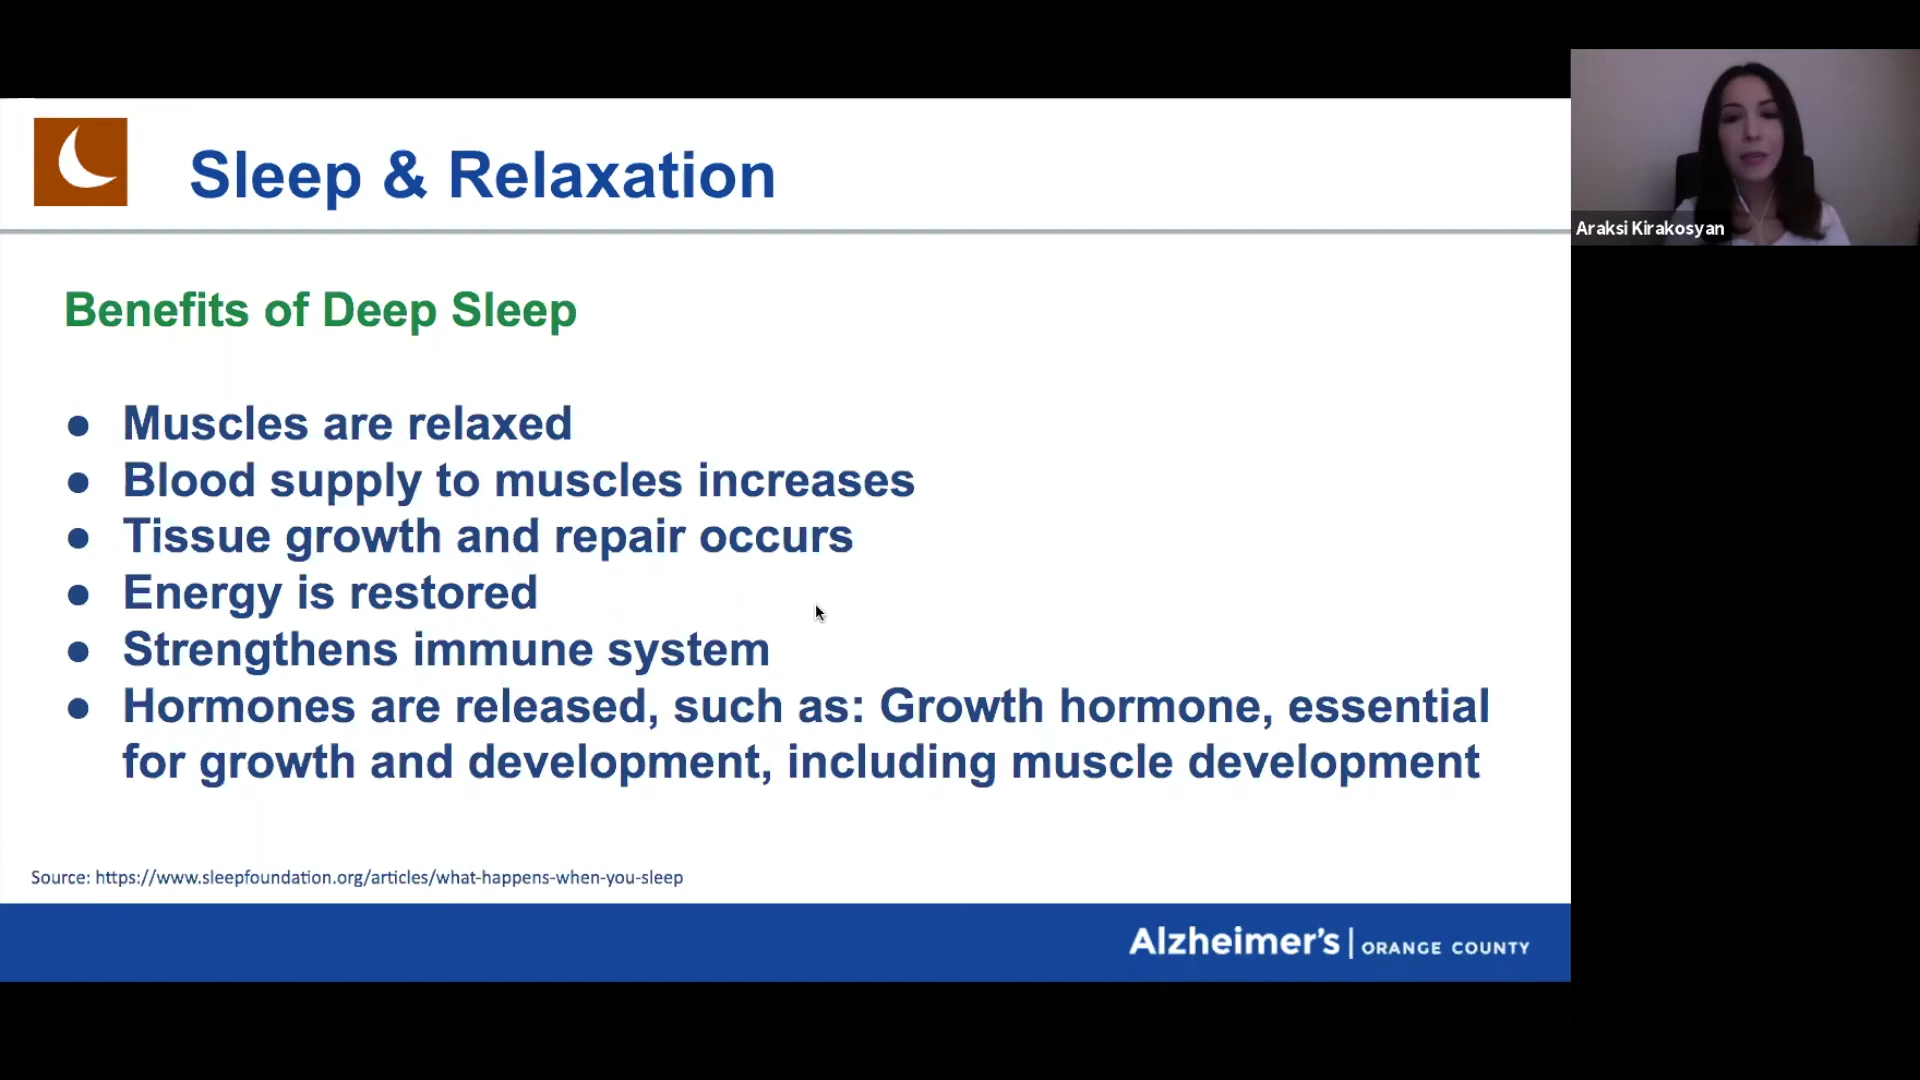 Sleep & Relaxation
Araksi Kirakosyan
Benefits of Deep Sleep
● Muscles are relaxed
● Blood supply to muscles increases
● Tissue growth and repair occurs
● Energy is restored
● Strengthens immune system
● Hormones are released, such as: Growth hormone, essential
for growth and development, including muscle development
Source: https://www.sleepfoundation.org/articles/what-happens-when-you-sleep
Alzheimer's | ORANGE COUNTY